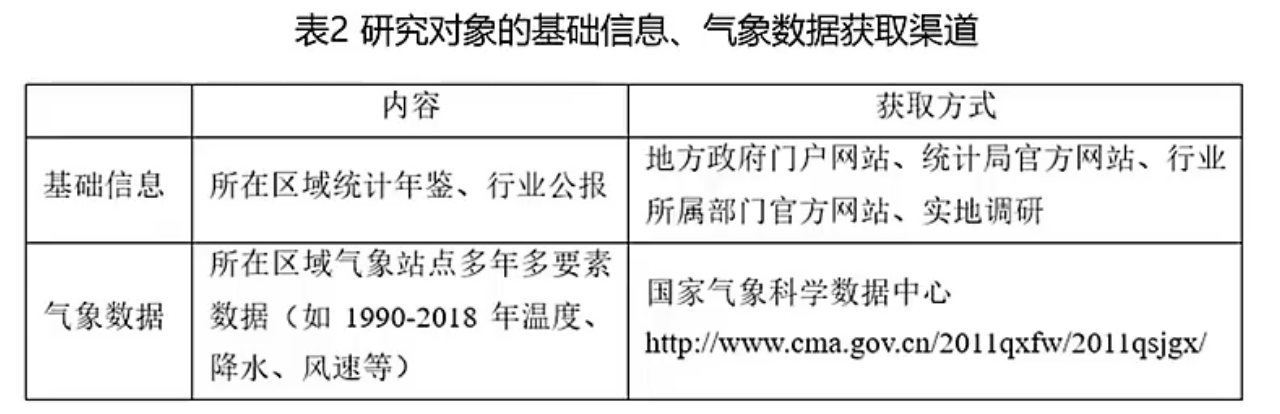 表2 研究对象的基础信息、气象数据获取渠道
内容
获取方式
基础信息
所在区域统计年鉴、行业公报
地方政府门户网站、统计局官方网站、行业
所属部门官方网站、实地调研
气象数据
所在区域气象站点多年多要素
数据（如 1990-2018 年温度、
降水、风速等）
国家气象科学数据中心
http://www.cma.gov.cn/2011qxfw/2011qsjgx/